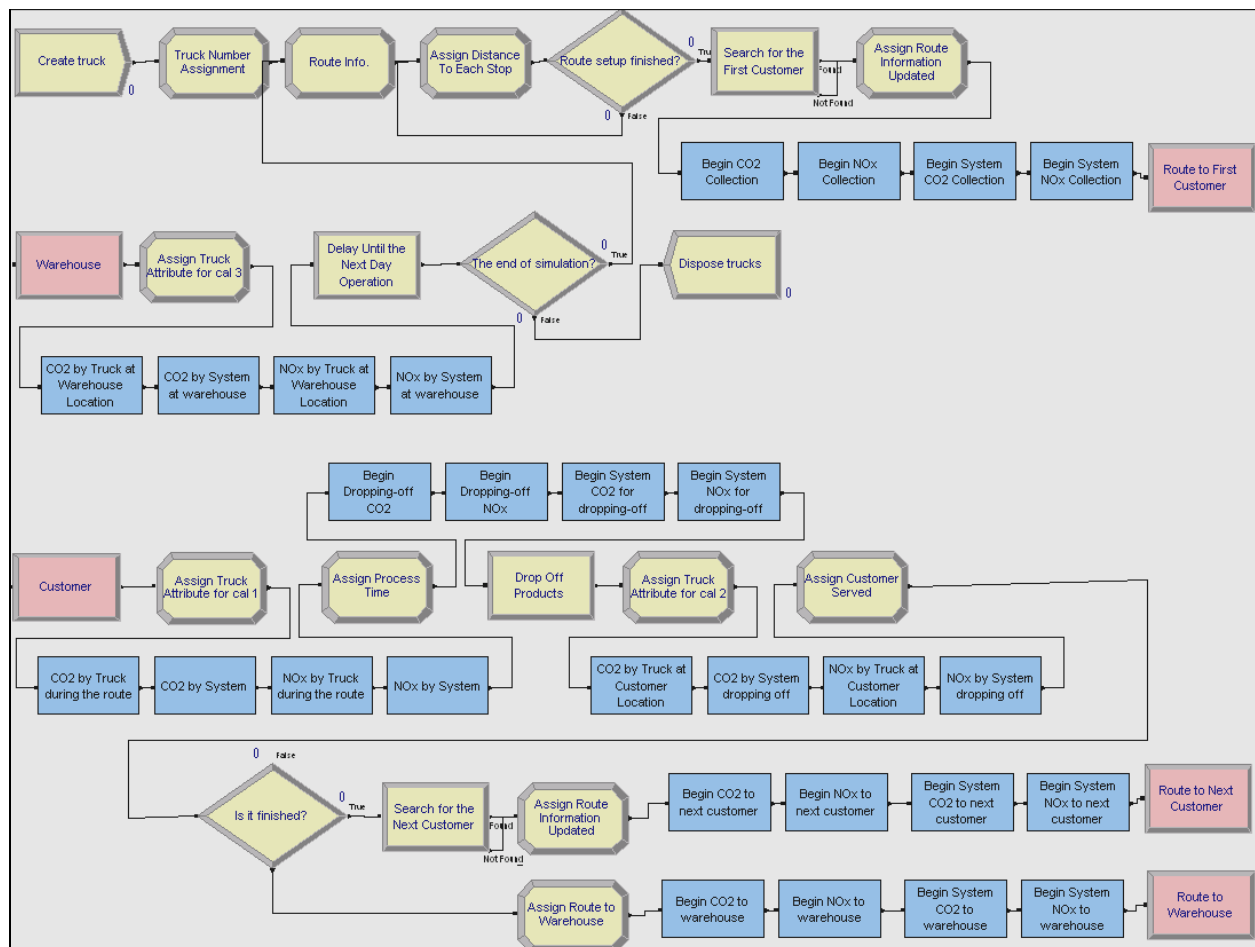 Create truck
0
Truck Number
Assignment
Route Info.
Assign Distance
To Each Stop
Route setup finished?
0
True
0
False
Search for the
First Customer
Found
Not Found
Assign Route
Information
Updated
Begin CO2
Collection
Begin NOx
Collection
Begin System
CO2 Collection
Begin System
NOx Collection
Route to First
Customer
Warehouse
Assign Truck
Attribute for cal 3
Delay Until the
Next Day
Operation
The end of simulation?
0
True
0
False
Dispose trucks
0
CO2 by Truck at
Warehouse
Location
CO2 by System
at warehouse
NOx by Truck at
Warehouse
Location
NOx by System
at warehouse
Begin
Dropping-off
CO2
Begin
Dropping-off
NOx
Begin System
CO2 for
dropping-off
Begin System
NOx for
dropping-off
Customer
Assign Truck
Attribute for cal 1
Assign Process
Time
Drop Off
Products
Assign Truck
Attribute for cal 2
Assign Customer
Served
CO2 by Truck
during the route
CO2 by System
NOx by Truck
during the route
NOx by System
CO2 by Truck at
Customer
Location
CO2 by System
dropping off
NOx by Truck at
Customer
Location
NOx by System
dropping off
0
False
Is it finished?
0
True
Search for the
Next Customer
Found
Not Found
Assign Route
Information
Updated
Begin CO2 to
next customer
Begin NOx to
next customer
Begin System
CO2 to next
customer
Begin System
NOx to next
customer
Route to Next
Customer
Assign Route to
Warehouse
Begin CO2 to
warehouse
Begin NOx to
warehouse
Begin System
CO2 to
warehouse
Begin System
NOx to
warehouse
Route to
Warehouse